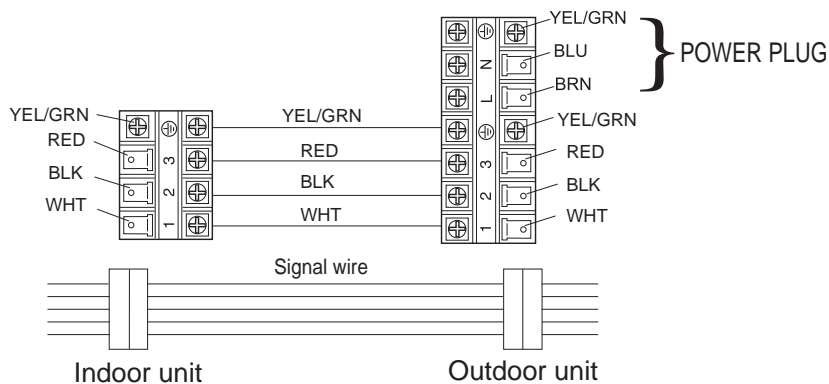 YEL/GRN
N
BLU
POWER PLUG
L
BRN
YEL/GRN
YEL/GRN
YEL/GRN
RED
3
RED
3
RED
BLK
2
BLK
2
BLK
WHT
1
WHT
1
WHT
Signal wire
Indoor unit
Outdoor unit